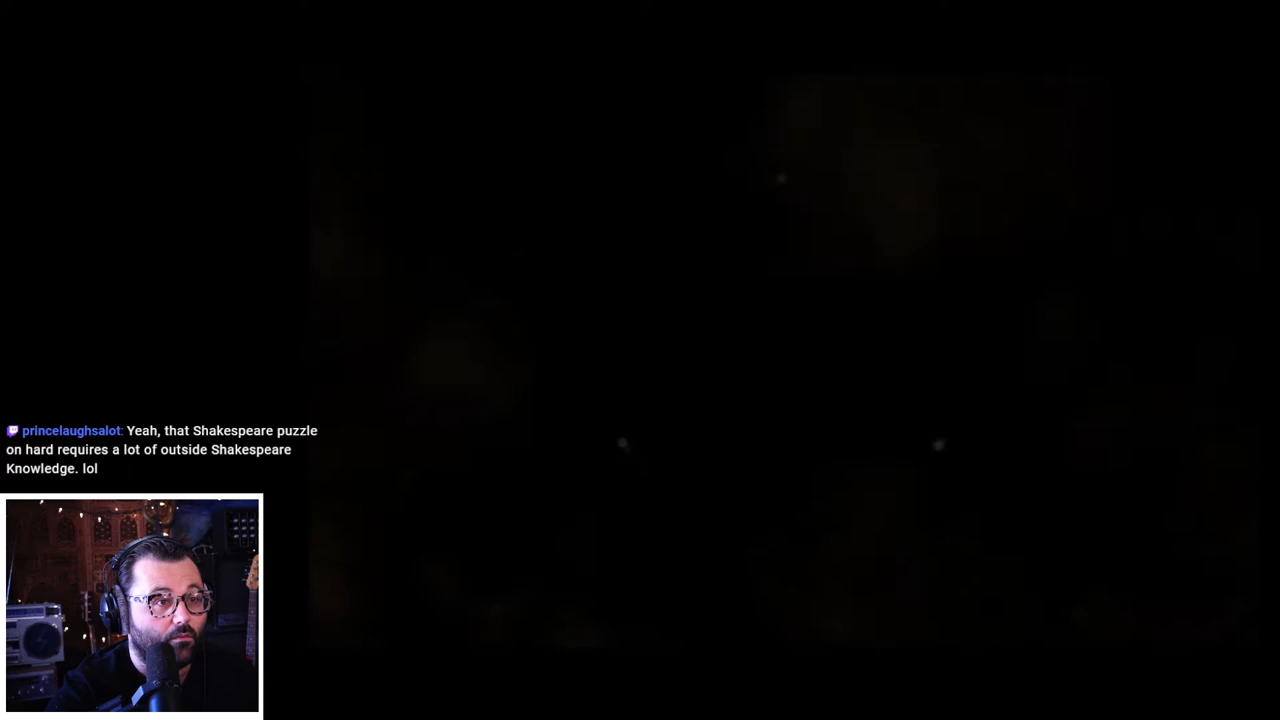 princelaughsalot: Yeah, that Shakespeare puzzle
on hard requires a lot of outside Shakespeare
Knowledge. lol